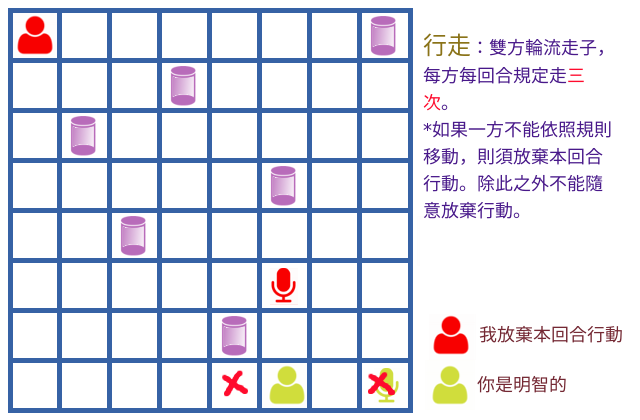 行走：雙方輪流走子，
每方每回合規定走三
次。
*如果一方不能依照規則
移動，則須放棄本回合
行動。除此之外不能隨
意放棄行動。
我放棄本回合行動
你是明智的